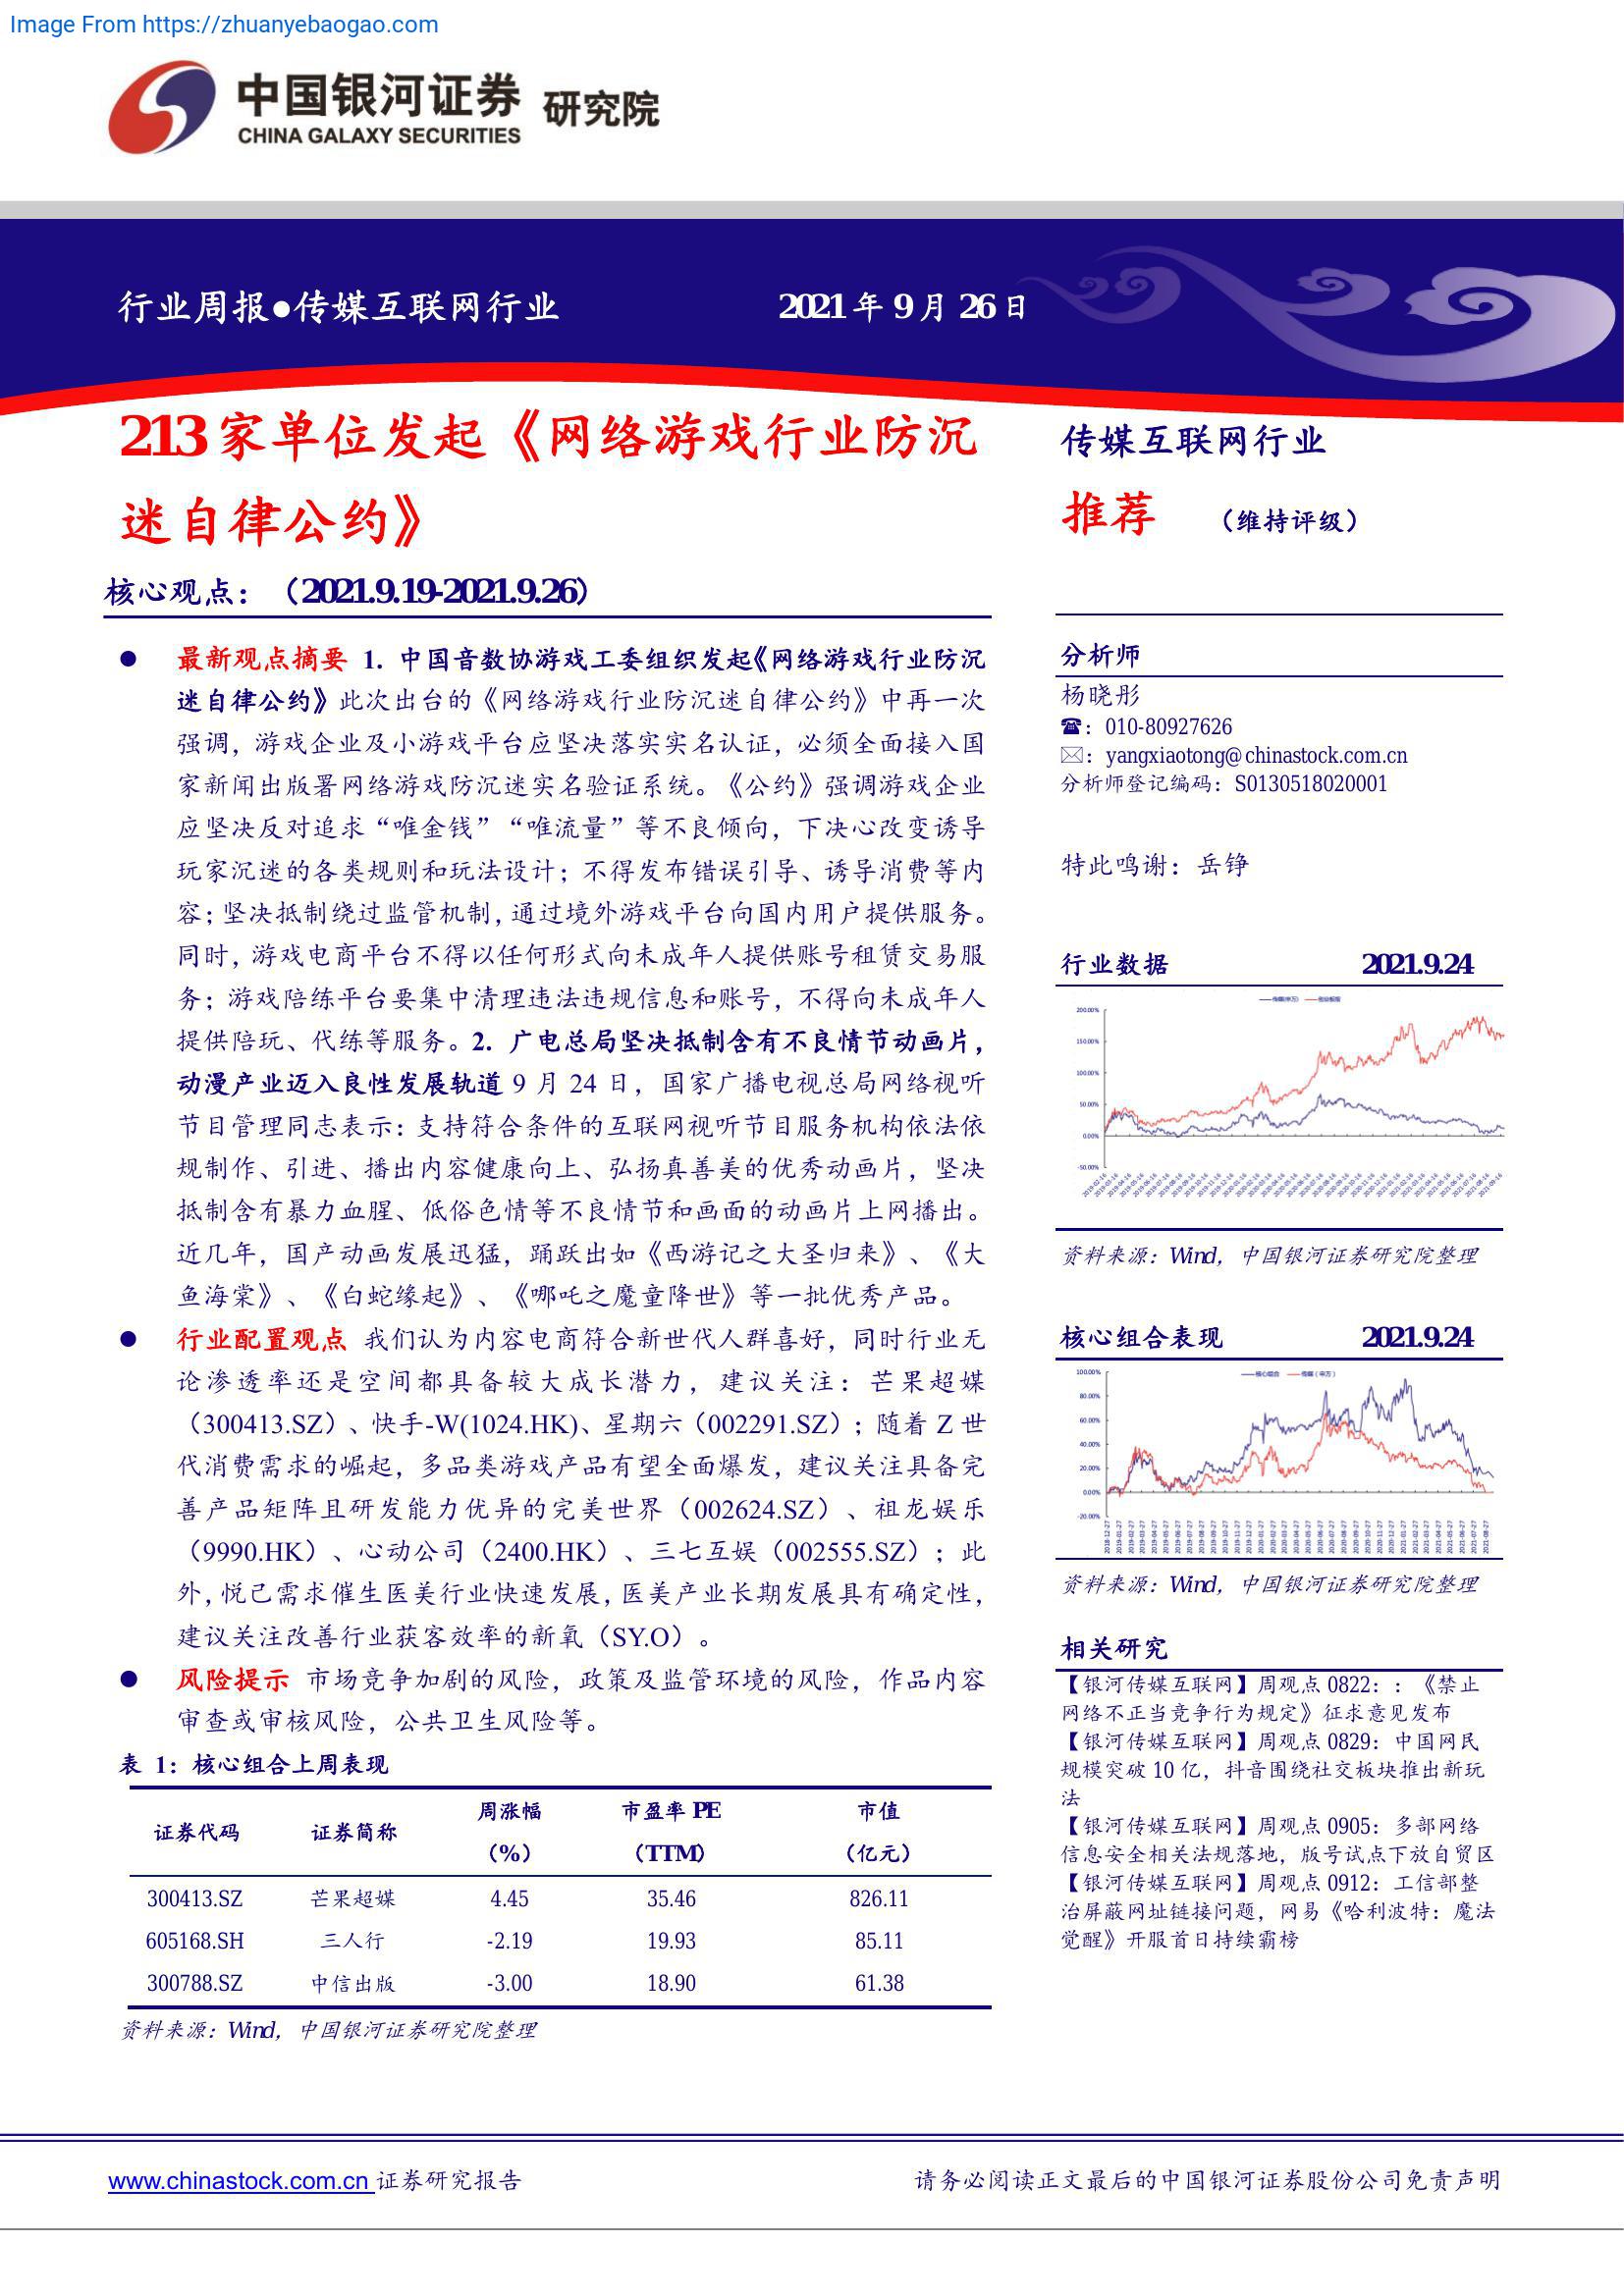 Image From https://zhuanyebaogao.com
中国银河证券 研究院
CHINA GALAXY SECURITIES
行业周报●传媒互联网行业 2021 年 9 月 26 日
213 家单位发起《网络游戏行业防沉
迷自律公约》
核心观点：（2021.9.19-2021.9.26）
● 最新观点摘要 1. 中国音数协游戏工委组织发起《网络游戏行业防沉
迷自律公约》此次出台的《网络游戏行业防沉迷自律公约》中再一次
强调，游戏企业及小游戏平台应坚决落实实名认证，必须全面接入国
家新闻出版署网络游戏防沉迷实名验证系统。《公约》强调游戏企业
应坚决反对追求“唯金钱”“唯流量”等不良倾向，下决心改变诱导
玩家沉迷的各类规则和玩法设计；不得发布错误引导、诱导消费等内
容；坚决抵制绕过监管机制，通过境外游戏平台向国内用户提供服务。
同时，游戏电商平台不得以任何形式向未成年人提供账号租赁交易服
务；游戏陪练平台要集中清理违法违规信息和账号，不得向未成年人
提供陪玩、代练等服务。2. 广电总局坚决抵制含有不良情节动画片，
动漫产业迈入良性发展轨道 9 月 24 日，国家广播电视总局网络视听
节目管理同志表示：支持符合条件的互联网视听节目服务机构依法依
规制作、引进、播出内容健康向上、弘扬真善美的优秀动画片，坚决
抵制含有暴力血腥、低俗色情等不良情节和画面的动画片上网播出。
近几年，国产动画发展迅猛，踊跃出如《西游记之大圣归来》、《大
鱼海棠》、《白蛇缘起》、《哪吒之魔童降世》等一批优秀产品。
● 行业配置观点 我们认为内容电商符合新世代人群喜好，同时行业无
论渗透率还是空间都具备较大成长潜力，建议关注：芒果超媒
（300413.SZ）、快手-W(1024.HK)、星期六（002291.SZ）；随着 Z 世
代消费需求的崛起，多品类游戏产品有望全面爆发，建议关注具备完
善产品矩阵且研发能力优异的完美世界（002624.SZ）、祖龙娱乐
（9990.HK）、心动公司（2400.HK）、三七互娱（002555.SZ）；此
外，悦己需求催生医美行业快速发展，医美产业长期发展具有确定性，
建议关注改善行业获客效率的新氧（SY.O）。
● 风险提示 市场竞争加剧的风险，政策及监管环境的风险，作品内容
审查或审核风险，公共卫生风险等。
表 1：核心组合上周表现
证券代码 证券简称 周涨幅（%） 市盈率 PE（TTM） 市值（亿元）
300413.SZ 芒果超媒 4.45 35.46 826.11
605168.SH 三人行 -2.19 19.93 85.11
300788.SZ 中信出版 -3.00 18.90 61.38
资料来源：Wind，中国银河证券研究院整理
传媒互联网行业
推荐 （维持评级）
分析师
杨晓彤
☎：010-80927626
✉：yangxiaotong@chinastock.com.cn
分析师登记编码：S0130518020001
特此鸣谢：岳铮
行业数据 2021.9.24
200.00%
150.00%
100.00%
50.00%
0.00%
-50.00%
资料来源：Wind，中国银河证券研究院整理
核心组合表现 2021.9.24
核心组合 传媒（申万）
100.00%
80.00%
60.00%
40.00%
20.00%
0.00%
-20.00%
资料来源：Wind，中国银河证券研究院整理
相关研究
【银河传媒互联网】周观点 0822：：《禁止
网络不正当竞争行为规定》征求意见发布
【银河传媒互联网】周观点 0829：中国网民
规模突破 10 亿，抖音围绕社交板块推出新玩
法
【银河传媒互联网】周观点 0905：多部网络
信息安全相关法规落地，版号试点下放自贸区
【银河传媒互联网】周观点 0912：工信部整
治屏蔽网址链接问题，网易《哈利波特：魔法
觉醒》开服首日持续霸榜
www.chinastock.com.cn 证券研究报告 请务必阅读正文最后的中国银河证券股份公司免责声明